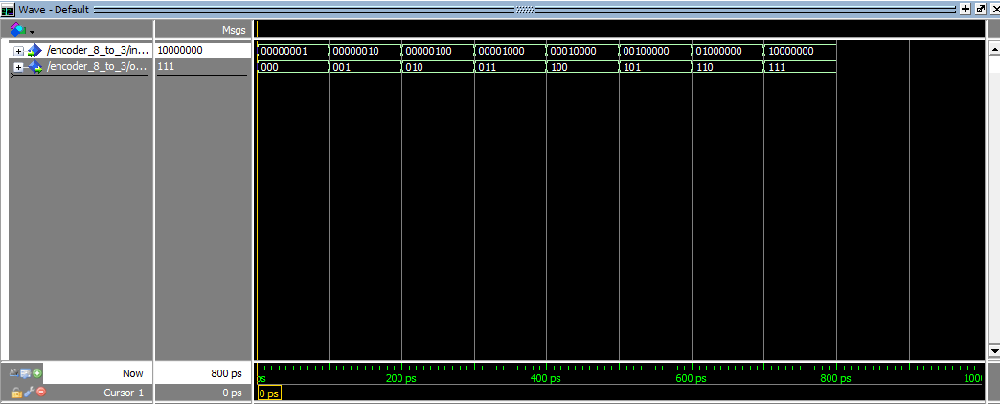 Wave - Default
Msgs
/encoder_8_to_3/in... 10000000 00000001 00000010 00000100 00001000 00010000 00100000 01000000 10000000
/encoder_8_to_3/o... 111 000 001 010 011 100 101 110 111
Now 800 ps ps 200 ps 400 ps 600 ps 800 ps 1000
Cursor 1 0 ps 0 ps